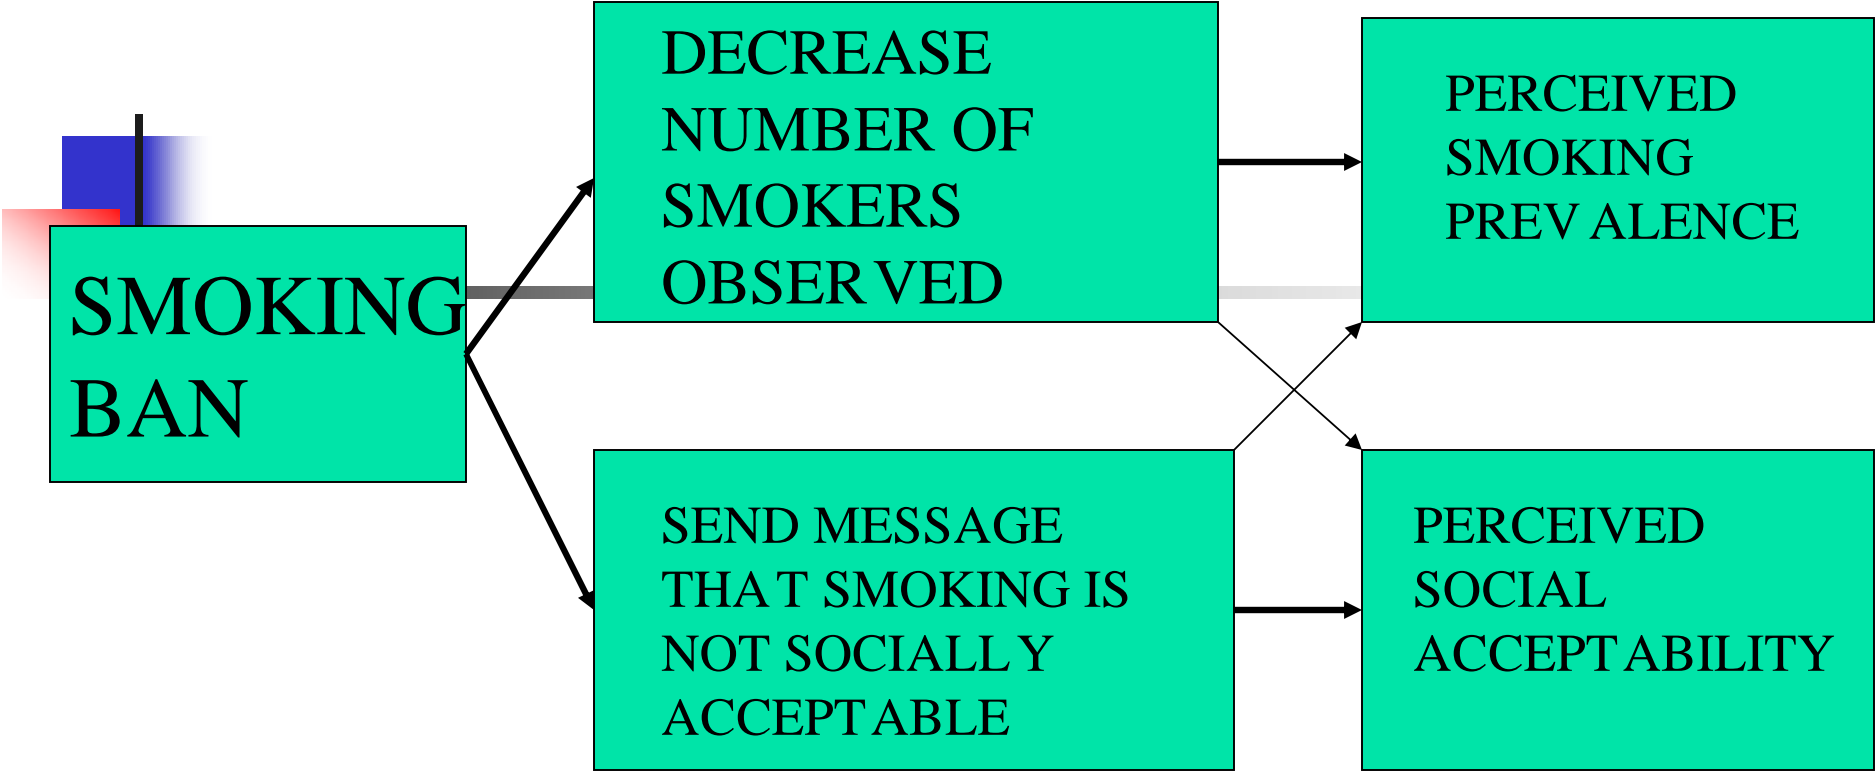 SMOKING
BAN
DECREASE
NUMBER OF
SMOKERS
OBSERVED
PERCEIVED
SMOKING
PREVALENCE
SEND MESSAGE
THAT SMOKING IS
NOT SOCIALLY
ACCEPTABLE
PERCEIVED
SOCIAL
ACCEPTABILITY